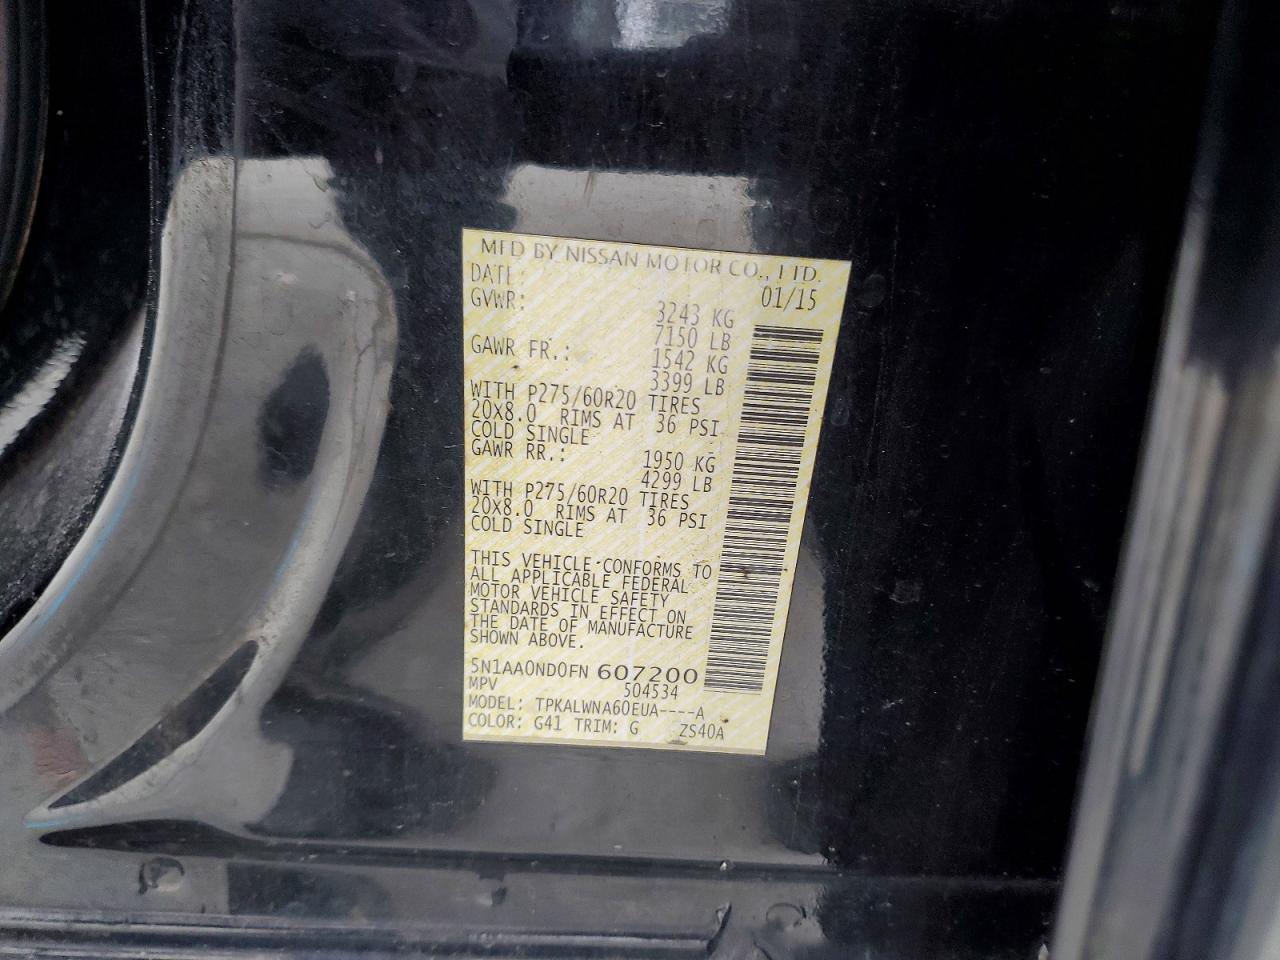 MFD BY NISSAN MOTOR CO., LTD.
DATE: 01/15
GVWR: 3243 KG
7150 LB
GAWR FR.: 1542 KG
3399 LB
WITH P275/60R20 TIRES
20X8.0 RIMS AT 36 PSI
COLD SINGLE
GAWR RR.: 1950 KG
4299 LB
WITH P275/60R20 TIRES
20X8.0 RIMS AT 36 PSI
COLD SINGLE
THIS VEHICLE CONFORMS TO
ALL APPLICABLE FEDERAL
MOTOR VEHICLE SAFETY
STANDARDS IN EFFECT ON
THE DATE OF MANUFACTURE
SHOWN ABOVE.
5N1AA0ND0FN 607200
MPV 504534
MODEL: TPKALWNA60EUA----A
COLOR: G41 TRIM: G ZS40A